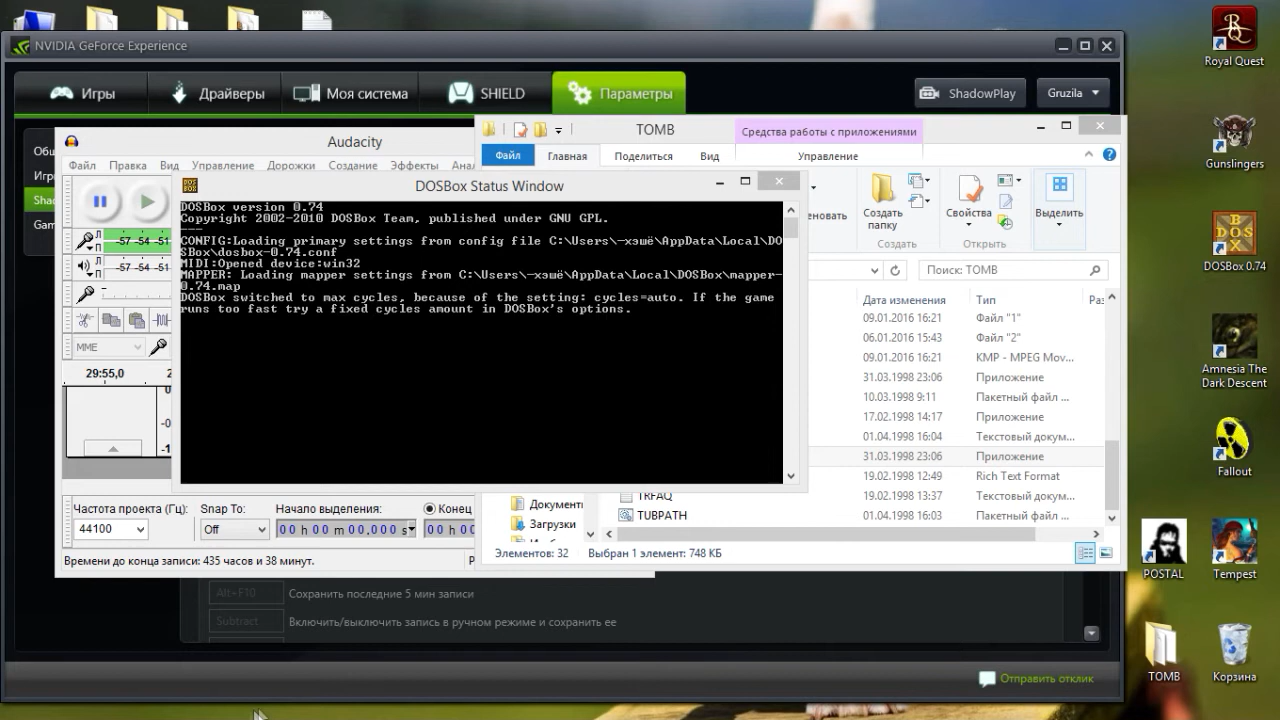 NVIDIA GeForce Experience
Игры
Драйверы
Моя система
SHIELD
Параметры
ShadowPlay
Gruzila
Audacity
Файл Правка Вид Управление Дорожки Создание Эффекты
-57 -54 -51
-57 -54 -51
MME
29:55,0
Частота проекта (Гц):
44100
Snap To:
Off
Начало выделения:
00 h 00 m 00.000 s
Конец
Времени до конца записи: 435 часов и 38 минут.
DOSBox Status Window
DOSBox version 0.74
Copyright 2002-2010 DOSBox Team, published under GNU GPL.
---
CONFIG:Loading primary settings from config file C:\Users\¬хэшё\AppData\Local\DO
SBox\dosbox-0.74.conf
MIDI:Opened device:win32
MAPPER: Loading mapper settings from C:\Users\¬хэшё\AppData\Local\DOSBox\mapper-
0.74.map
DOSBox switched to max cycles, because of the setting: cycles=auto. If the game
runs too fast try a fixed cycles amount in DOSBox's options.
TOMB
Средства работы с приложениями
Файл
Главная
Поделиться
Вид
Управление
Создать
папку
Создать
Свойства
Открыть
Выделить
Поиск: TOMB
Дата изменения Тип
09.01.2016 16:21 Файл "1"
06.01.2016 15:43 Файл "2"
09.01.2016 16:21 KMP - MPEG Mov...
31.03.1998 23:06 Приложение
10.03.1998 9:11 Пакетный файл ...
17.02.1998 14:17 Приложение
01.04.1998 16:04 Текстовый докум...
31.03.1998 23:06 Приложение
19.02.1998 12:49 Rich Text Format
TRFAQ 19.02.1998 13:37 Текстовый докум...
TUBPATH 01.04.1998 16:03 Пакетный файл ...
Загрузки
Элементов: 32
Выбран 1 элемент: 748 КБ
Alt+F10 Сохранить последние 5 мин записи
Subtract Включить/выключить запись в ручном режиме и сохранить ее
Отправить отклик
Royal Quest
Gunslingers
DOSBox 0.74
Amnesia The
Dark Descent
Fallout
POSTAL
Tempest
TOMB
Корзина